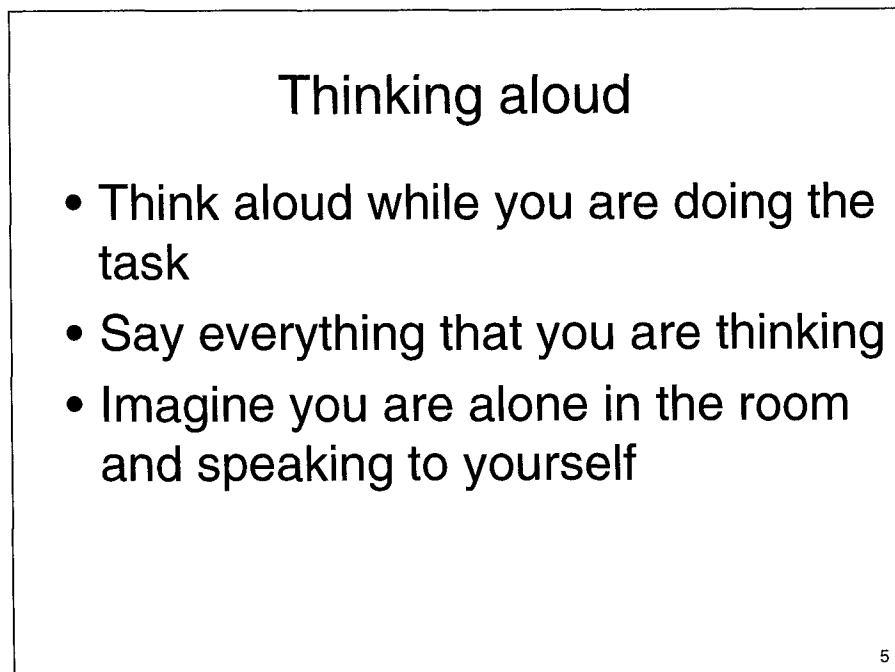 Thinking aloud
• Think aloud while you are doing the
task
• Say everything that you are thinking
• Imagine you are alone in the room
and speaking to yourself
5